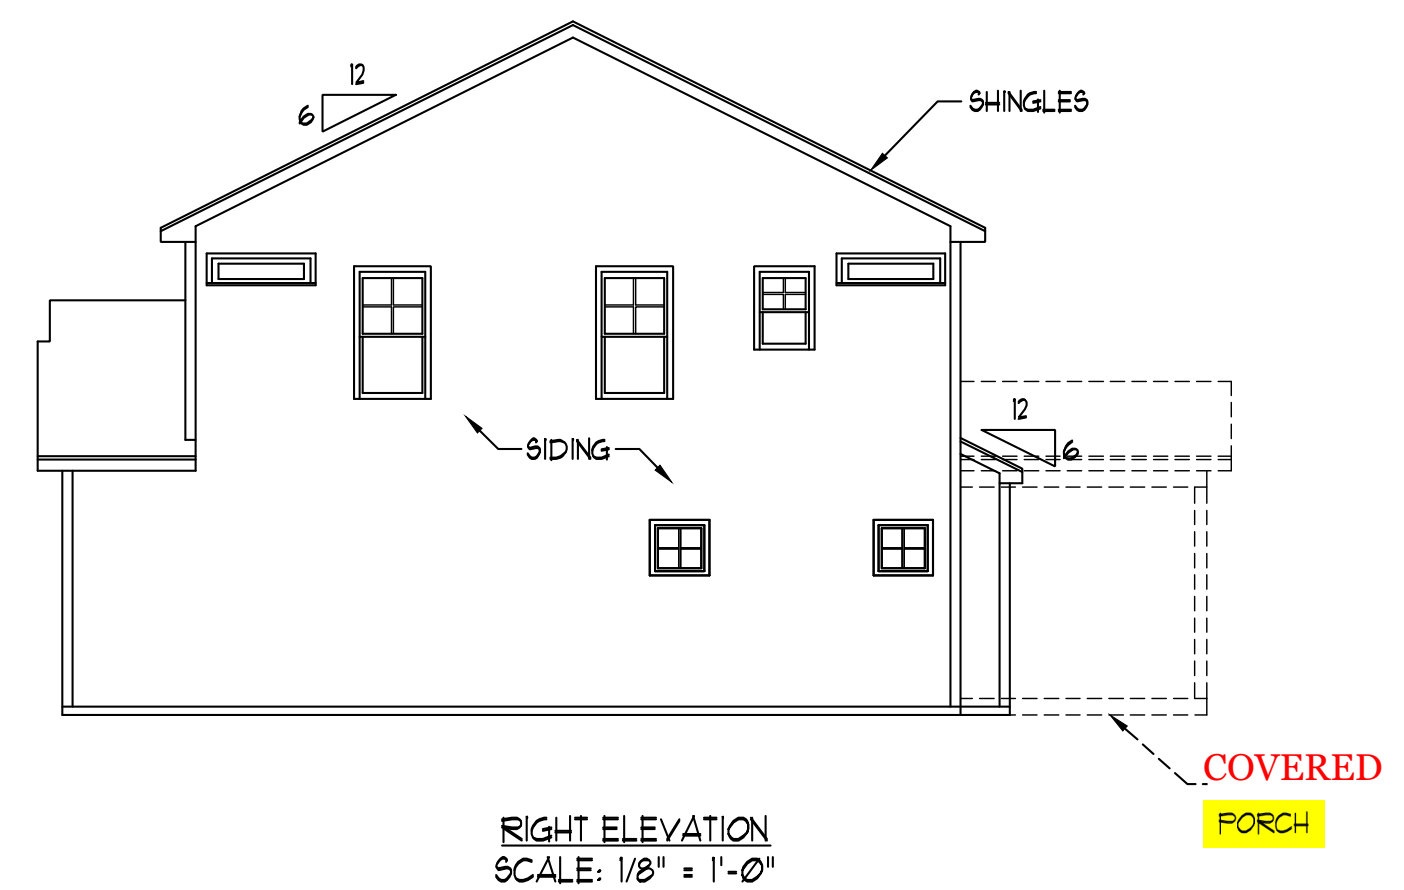 12
6
SHINGLES
12
6
SIDING
COVERED
PORCH
RIGHT ELEVATION
SCALE: 1/8" = 1'-0"